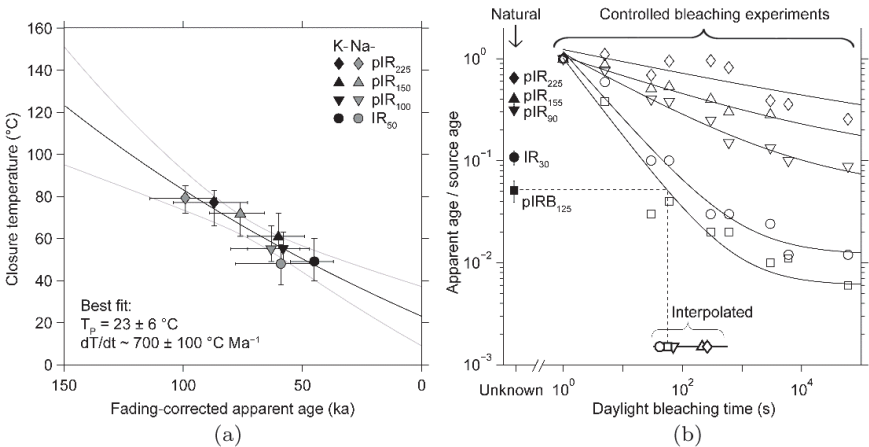 160
140
120
100
80
60
40
20
0
Closure temperature (°C)
150
100
50
0
Fading-corrected apparent age (ka)
K- Na-
pIR225
pIR150
pIR100
IR50
Best fit:
TP = 23 ± 6 °C
dT/dt ~ 700 ± 100 °C Ma−1
(a)
Natural
Controlled bleaching experiments
10^0
10^-1
10^-2
10^-3
Apparent age / source age
pIR225
pIR155
pIR90
IR30
pIRB125
Interpolated
Unknown
10^0
10^2
10^4
Daylight bleaching time (s)
(b)